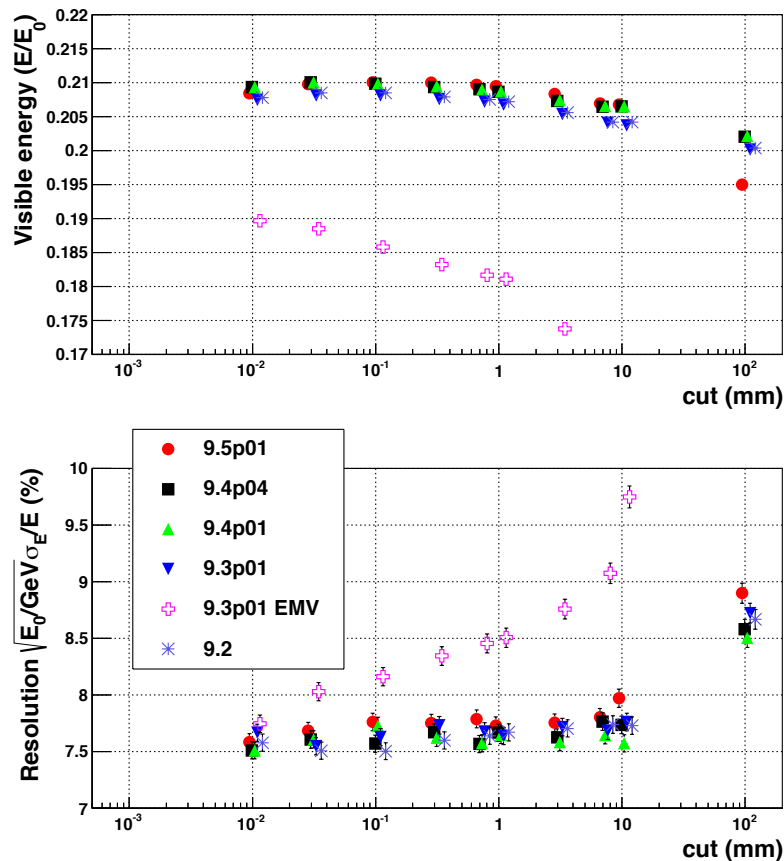 Visible energy (E/E₀)
0.22
0.215
0.21
0.205
0.2
0.195
0.19
0.185
0.18
0.175
0.17
10⁻³ 10⁻² 10⁻¹ 1 10 10²
cut (mm)
Resolution √E₀/GeV σ_E/E (%)
10
9.5
9
8.5
8
7.5
7
9.5p01
9.4p04
9.4p01
9.3p01
9.3p01 EMV
9.2
10⁻³ 10⁻² 10⁻¹ 1 10 10²
cut (mm)